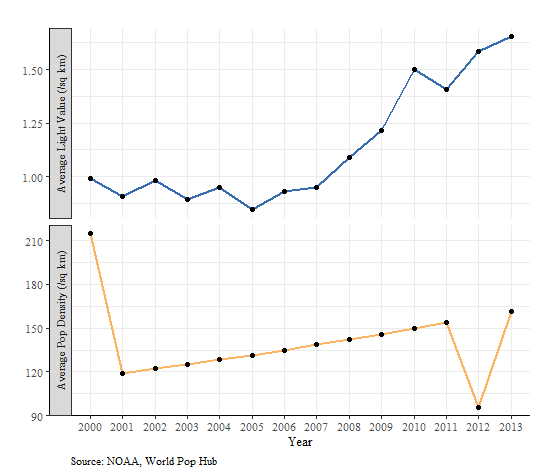 Average Light Value (/sq km)
1.50
1.25
1.00
Average Pop Density (/sq km)
210
180
150
120
90
2000 2001 2002 2003 2004 2005 2006 2007 2008 2009 2010 2011 2012 2013
Year
Source: NOAA, World Pop Hub